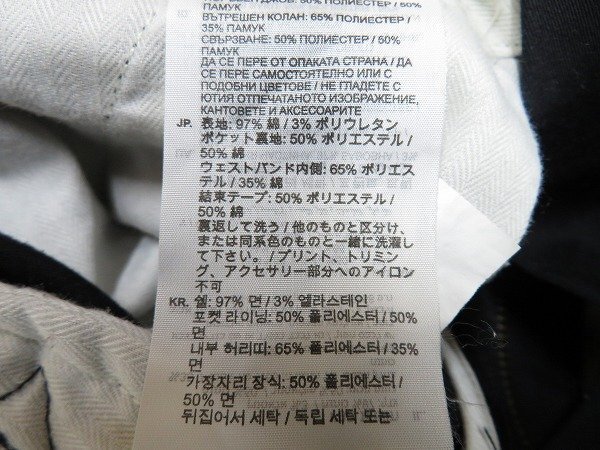 ПАМУК
ВЪТРЕШЕН КОЛАН: 65% ПОЛИЕСТЕР /
35% ПАМУК
СВЪРЗВАНЕ: 50% ПОЛИЕСТЕР / 50%
ПАМУК
ДА СЕ ПЕРЕ ОТ ОПАКАТА СТРАНА / ДА
СЕ ПЕРЕ САМОСТОЯТЕЛНО ИЛИ С
ПОДОБНИ ЦВЕТОВЕ / НЕ ГЛАДЕТЕ С
ЮТИЯ ОТПЕЧАТАНОТО ИЗОБРАЖЕНИЕ,
КАНТОВЕТЕ И АКСЕСОАРИТЕ
JP. 表地: 97% 綿 / 3% ポリウレタン
ポケット裏地: 50% ポリエステル /
50% 綿
ウェストバンド内側: 65% ポリエス
テル / 35% 綿
結束テープ: 50% ポリエステル /
50% 綿
裏返して洗う / 他のものと区分け、
または同系色のものと一緒に洗濯し
て下さい。/ プリント、トリミン
グ、アクセサリー部分へのアイロン
不可
KR. 쉘: 97% 면 / 3% 엘라스테인
포켓 라이닝: 50% 폴리에스터 / 50%
면
내부 허리띠: 65% 폴리에스터 / 35%
면
가장자리 장식: 50% 폴리에스터 /
50% 면
뒤집어서 세탁 / 독립 세탁 또는